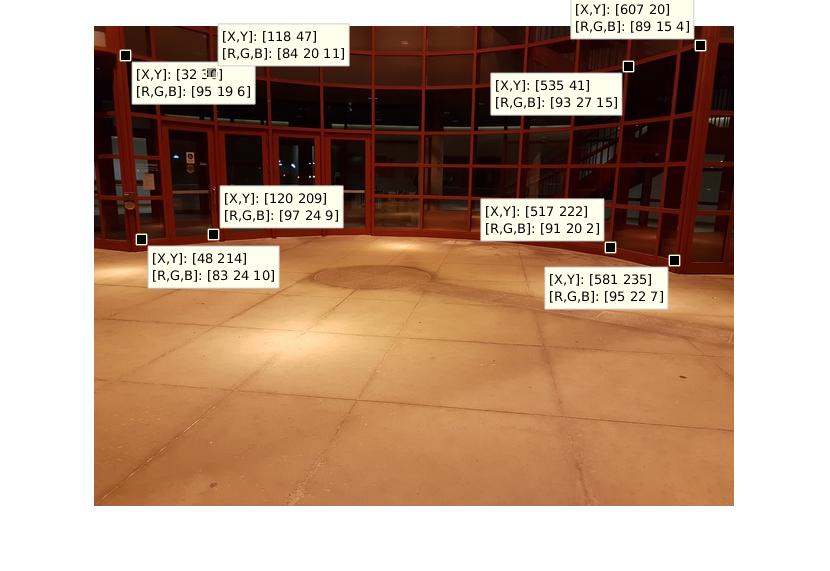 [X,Y]: [607 20]
[R,G,B]: [89 15 4]
[X,Y]: [118 47]
[R,G,B]: [84 20 11]
[X,Y]: [32
[R,G,B]: [95 19 6]
[X,Y]: [535 41]
[R,G,B]: [93 27 15]
[X,Y]: [120 209]
[R,G,B]: [97 24 9]
[X,Y]: [517 222]
[R,G,B]: [91 20 2]
[X,Y]: [48 214]
[R,G,B]: [83 24 10]
[X,Y]: [581 235]
[R,G,B]: [95 22 7]